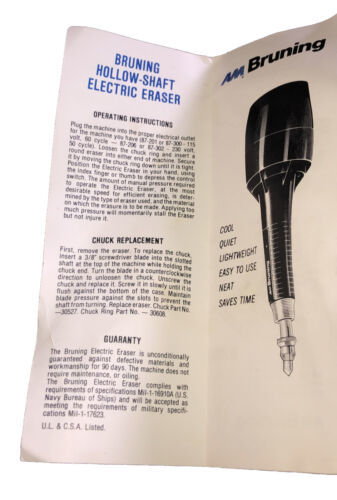 BRUNING
HOLLOW-SHAFT
ELECTRIC ERASER
OPERATING INSTRUCTIONS
Plug the machine into the proper electrical outlet
for the machine you have (87-201 or 87-300 - 115
volt, 60 cycle — 87-206 or 87-302 - 230 volt,
50 cycle). Loosen the chuck ring and insert a
round eraser into either end of machine. Secure
it by moving the chuck ring down until it is tight.
Position the Electric Eraser in your hand, using
the index finger or thumb to depress the control
switch. The amount of manual pressure required
to operate the Electric Eraser, at the most
desirable speed for efficient erasing, is deter-
mined by the type of eraser used, and the material
on which the erasure is to be made. Applying too
much pressure will momentarily stall the Eraser
but not injure it.
CHUCK REPLACEMENT
First, remove the eraser. To replace the chuck,
Insert a 3/8" screwdriver blade into the slotted
shaft at the top of machine while holding the
chuck end. Turn the blade in a counterclockwise
direction to unloosen the chuck. Unscrew the
chuck and replace it. Screw it in slowly until it is
flush against the bottom of the case. Maintain
blade pressure against the slots to prevent the
shaft from turning. Replace eraser. Chuck Part No.
—30527. Chuck Ring Part No. — 30608.
GUARANTY
The Bruning Electric Eraser is unconditionally
guaranteed against defective materials and
workmanship for 90 days. The machine does not
require maintenance, or oiling.
The Bruning Electric Eraser complies with
requirements of specifications Mil-1-16910A (U.S.
Navy Bureau of Ships) and will be accepted as
meeting the requirements of military specifi-
cations Mil-1-17623.
U.L. & C.S.A. Listed.
AM Bruning
COOL
QUIET
LIGHTWEIGHT
EASY TO USE
NEAT
SAVES TIME